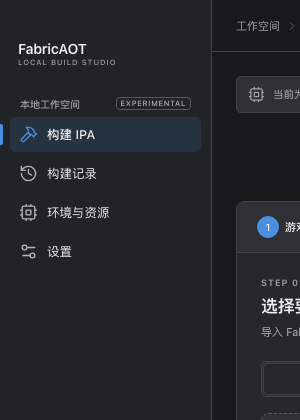 FabricAOT
LOCAL BUILD STUDIO
本地工作空间
EXPERIMENTAL
构建 IPA
构建记录
环境与资源
设置
工作空间
当前为
1
STEP 0
选择
导入 Fa